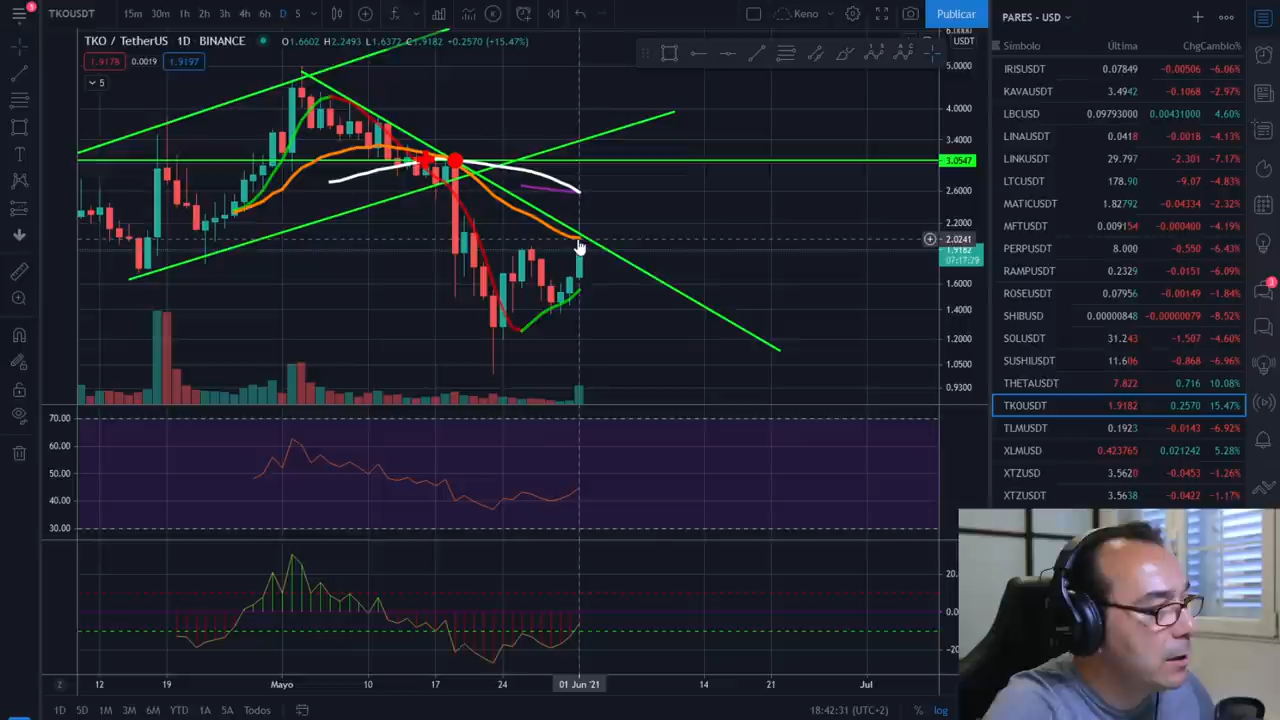 5
TKOUSDT 15m 30m 1h 2h 3h 4h 6h D S Keno Publicar
TKO / TetherUS 1D BINANCE O1.6602 H2.2493 L1.6372 C1.9182 +0.2570 (+15.47%)
1.9178 0.0019 1.9197
5
USDT
5.0000
4.0000
3.4000
3.0547
2.6000
2.2000
2.0241
1.9182
07:17:29
1.6000
1.4000
1.2000
1.0500
0.9300
70.00
60.00
50.00
40.00
30.00
12 19 Mayo 10 17 24 01 Jun '21 14 21 Jul
1D 5D 1M 3M 6M YTD 1A 5A Todos 18:42:31 (UTC+2) % log
PARES - USD
Símbolo Última Chg Cambio%
IRISUSDT 0.07849 -0.00506 -6.06%
KAVAUSDT 3.4942 -0.1068 -2.97%
LBCUSD 0.09793000 0.00431000 4.60%
LINAUSDT 0.0418 -0.0018 -4.13%
LINKUSDT 29.797 -2.301 -7.17%
LTCUSDT 178.90 -9.07 -4.83%
MATICUSDT 1.82792 -0.04334 -2.32%
MFTUSDT 0.009154 -0.000400 -4.19%
PERPUSDT 8.000 -0.550 -6.43%
RAMPUSDT 0.2329 -0.0151 -6.09%
ROSEUSDT 0.07956 -0.00149 -1.84%
SHIBUSDT 0.00000848 -0.00000079 -8.52%
SOLUSDT 31.243 -1.507 -4.60%
SUSHIUSDT 11.606 -0.868 -6.96%
THETAUSDT 7.822 0.716 10.08%
TKOUSDT 1.9182 0.2570 15.47%
TLMUSDT 0.1923 -0.0143 -6.92%
XLMUSD 0.423765 0.021242 5.28%
XTZUSD 3.5620 -0.0453 -1.26%
XTZUSDT 3.5638 -0.0422 -1.17%
3